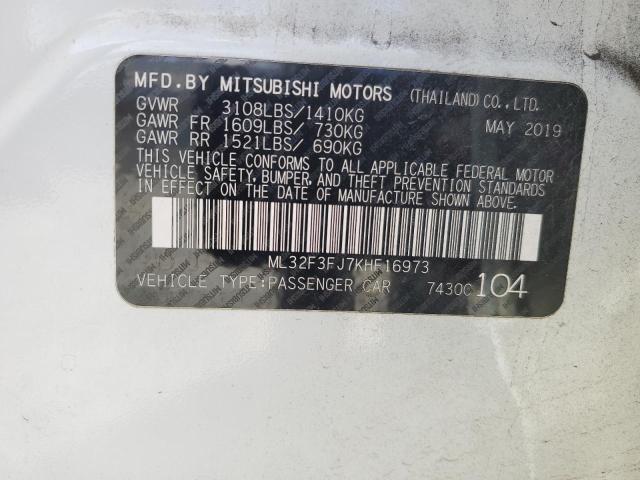 MFD.BY MITSUBISHI MOTORS (THAILAND)CO.,LTD.
GVWR 3108LBS/1410KG MAY 2019
GAWR FR 1609LBS/ 730KG
GAWR RR 1521LBS/ 690KG
THIS VEHICLE CONFORMS TO ALL APPLICABLE FEDERAL MOTOR
VEHICLE SAFETY, BUMPER, AND THEFT PREVENTION STANDARDS
IN EFFECT ON THE DATE OF MANUFACTURE SHOWN ABOVE.
ML32F3FJ7KHF16973
VEHICLE TYPE:PASSENGER CAR 7430C 104